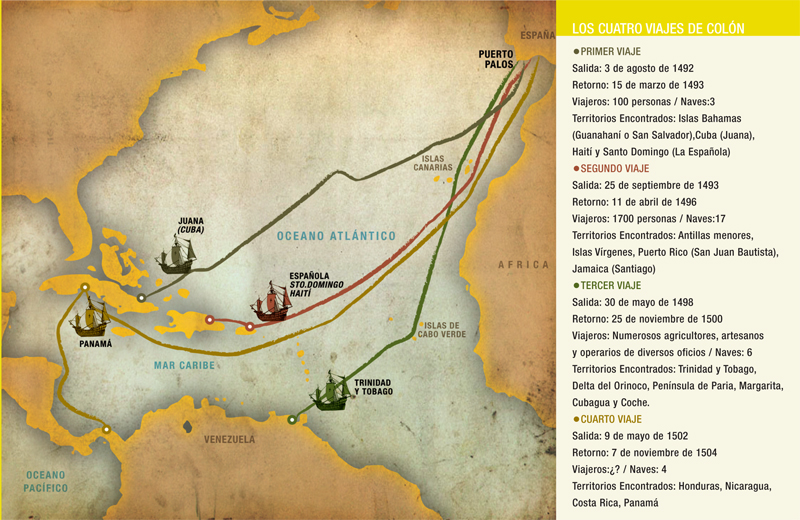 ESPAÑA
PUERTO
PALOS
ISLAS
CANARIAS
JUANA
(CUBA)
OCEANO ATLÁNTICO
ESPAÑOLA
STO.DOMINGO
HAITÍ
AFRICA
PANAMÁ
MAR CARIBE
ISLAS DE
CABO VERDE
TRINIDAD
Y TOBAGO
VENEZUELA
OCEANO
PACÍFICO
LOS CUATRO VIAJES DE COLÓN
•PRIMER VIAJE
Salida: 3 de agosto de 1492
Retorno: 15 de marzo de 1493
Viajeros: 100 personas / Naves:3
Territorios Encontrados: Islas Bahamas
(Guanahaní o San Salvador),Cuba (Juana),
Haití y Santo Domingo (La Española)
•SEGUNDO VIAJE
Salida: 25 de septiembre de 1493
Retorno: 11 de abril de 1496
Viajeros: 1700 personas / Naves:17
Territorios Encontrados: Antillas menores,
Islas Vírgenes, Puerto Rico (San Juan Bautista),
Jamaica (Santiago)
•TERCER VIAJE
Salida: 30 de mayo de 1498
Retorno: 25 de noviembre de 1500
Viajeros: Numerosos agricultores, artesanos
y operarios de diversos oficios / Naves: 6
Territorios Encontrados: Trinidad y Tobago,
Delta del Orinoco, Península de Paria, Margarita,
Cubagua y Coche.
•CUARTO VIAJE
Salida: 9 de mayo de 1502
Retorno: 7 de noviembre de 1504
Viajeros:¿? / Naves: 4
Territorios Encontrados: Honduras, Nicaragua,
Costa Rica, Panamá